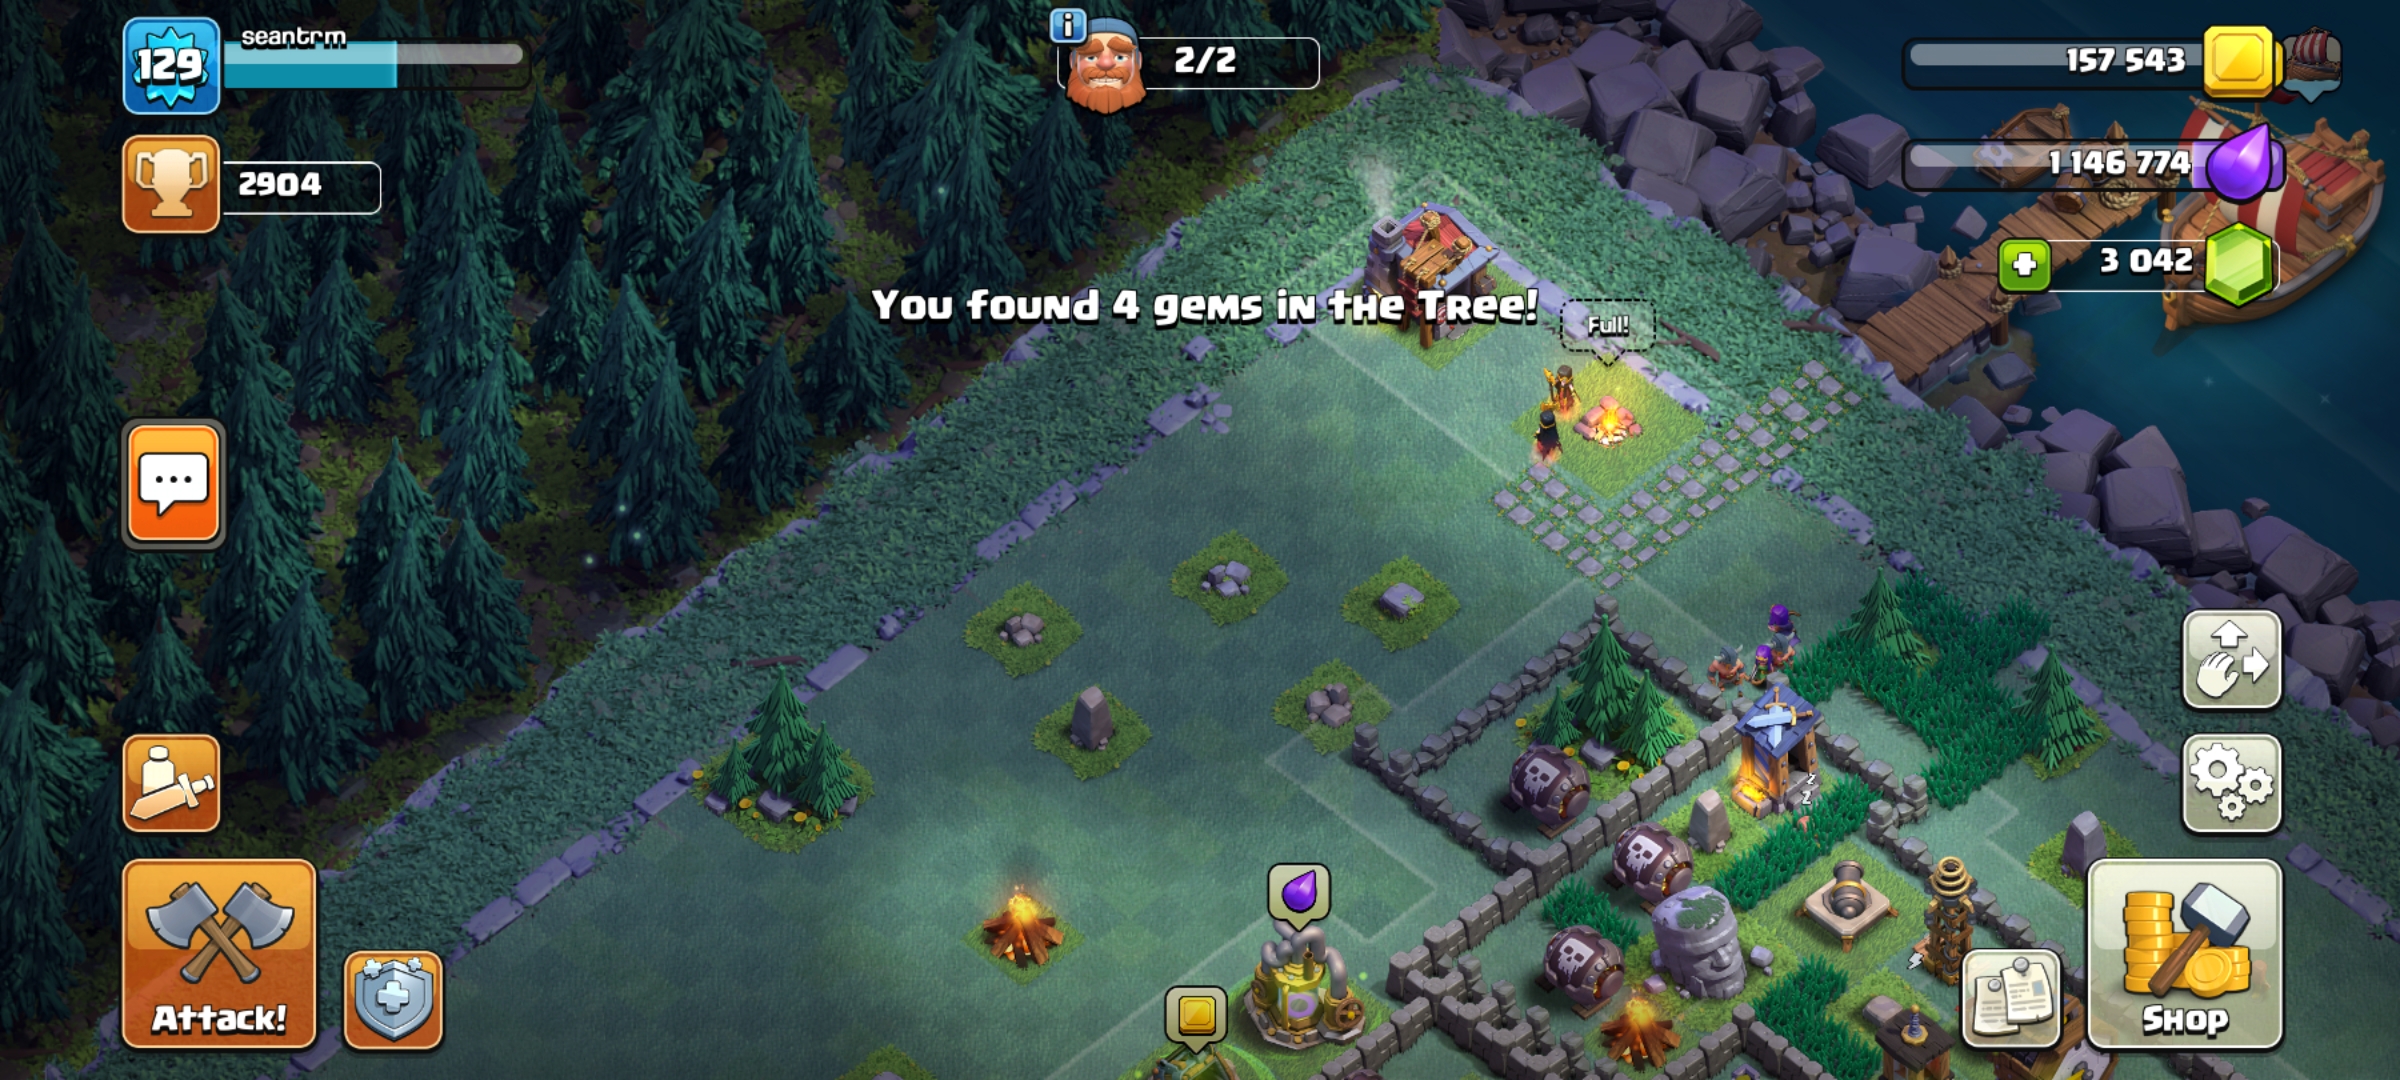 129
seantrm
2/2
157 543
2904
1 146 774
3 042
You found 4 gems in the Tree!
Full!
z
z
Attack!
Shop